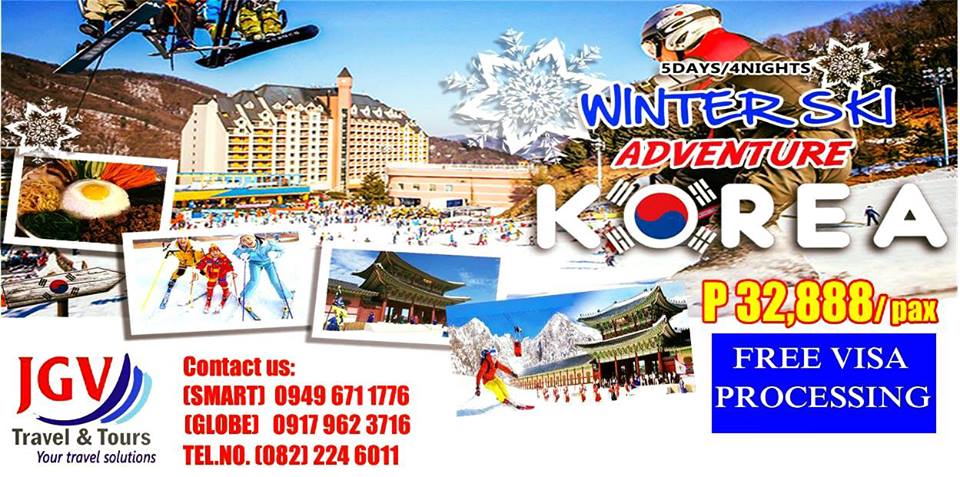 5DAYS/4NIGHTS
WINTER SKI
ADVENTURE
KOREA
P 32,888/ pax
FREE VISA
PROCESSING
JGV
Travel & Tours
Your travel solutions
Contact us:
(SMART) 0949 671 1776
(GLOBE) 0917 962 3716
TEL.NO. (082) 224 6011